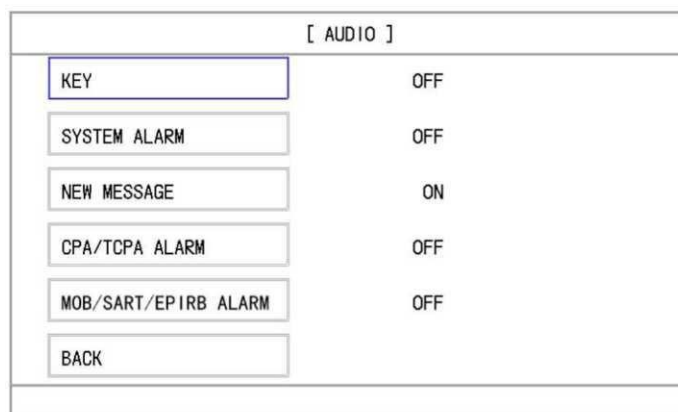 [ AUDIO ]
KEY OFF
SYSTEM ALARM OFF
NEW MESSAGE ON
CPA/TCPA ALARM OFF
MOB/SART/EPIRB ALARM OFF
BACK